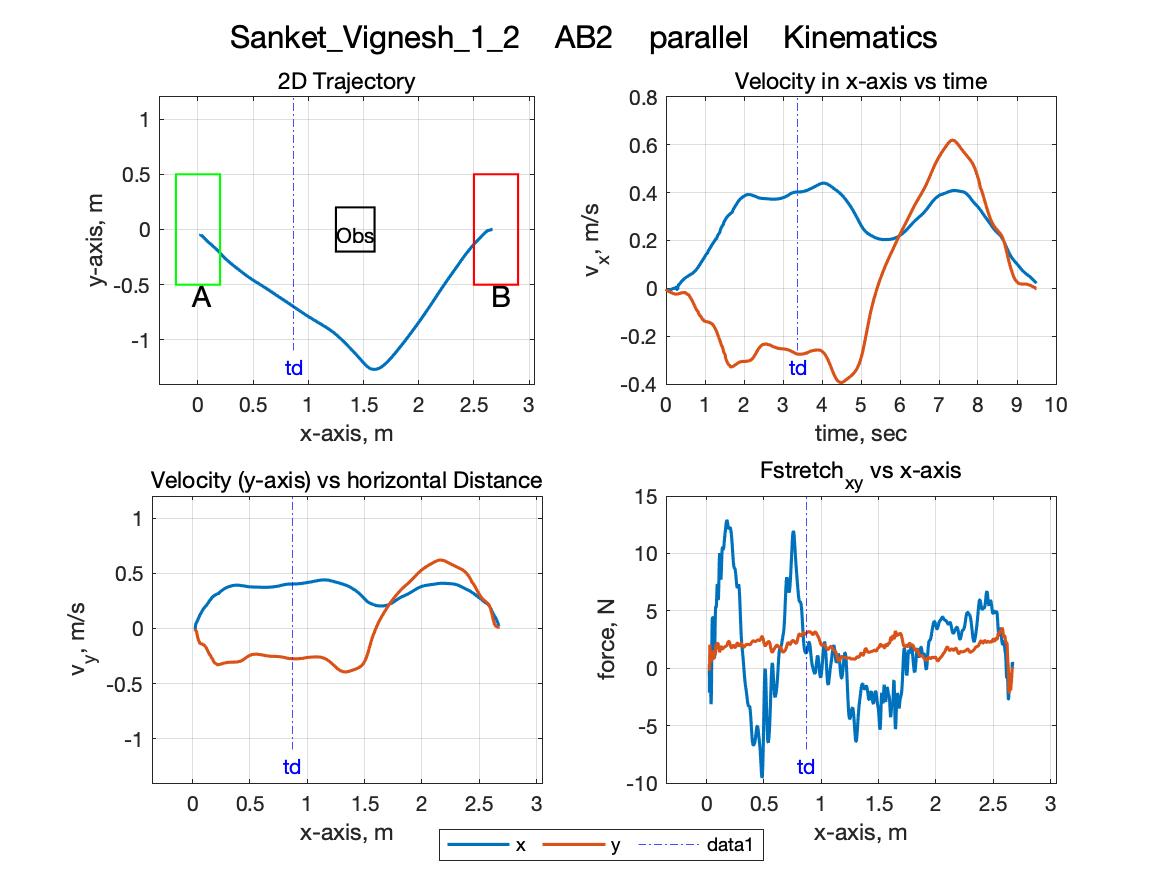 Sanket_Vignesh_1_2 AB2 parallel Kinematics
2D Trajectory
1
0.5
0
-0.5
-1
y-axis, m
A
Obs
B
td
0 0.5 1 1.5 2 2.5 3
x-axis, m
Velocity in x-axis vs time
0.8
0.6
0.4
0.2
0
-0.2
-0.4
vx, m/s
td
0 1 2 3 4 5 6 7 8 9 10
time, sec
Velocity (y-axis) vs horizontal Distance
1
0.5
0
-0.5
-1
vy, m/s
td
0 0.5 1 1.5 2 2.5 3
x-axis, m
Fstretchxy vs x-axis
15
10
5
0
-5
-10
force, N
td
0 0.5 1 1.5 2 2.5 3
x-axis, m
x y data1